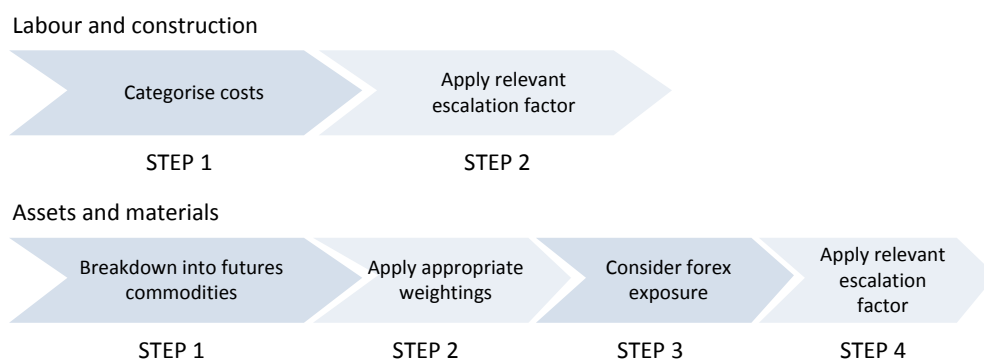 Labour and construction
Categorise costs
Apply relevant
escalation factor
STEP 1
STEP 2
Assets and materials
Breakdown into futures
commodities
Apply appropriate
weightings
Consider forex
exposure
Apply relevant
escalation
factor
STEP 1
STEP 2
STEP 3
STEP 4